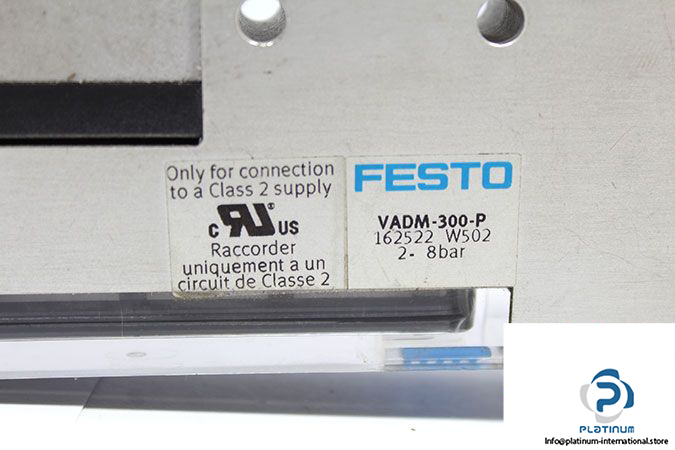 Only for connection
to a Class 2 supply
c RU ® US
Raccorder
uniquement a un
circuit de Classe 2
FESTO
VADM-300-P
162522 W502
2- 8bar
PLATINUM
Info@platinum-international.store